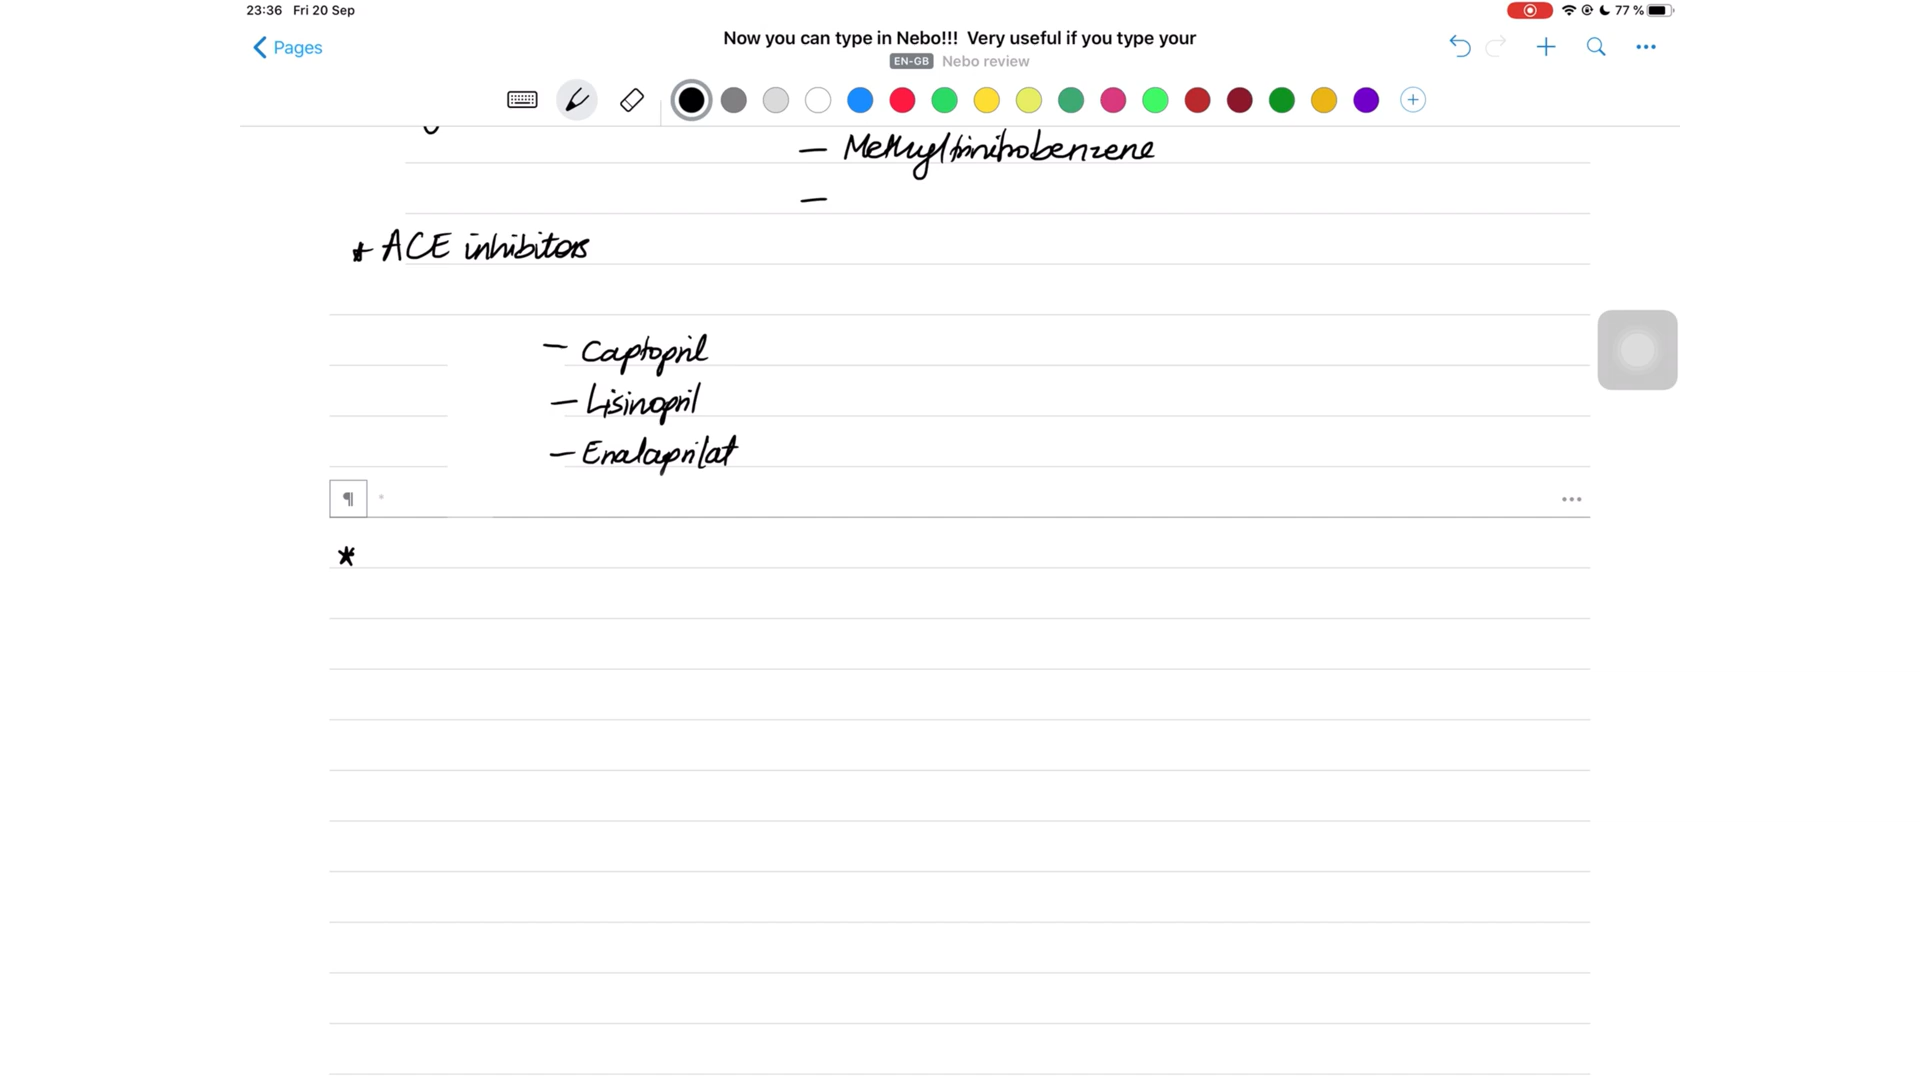 23:36 Fri 20 Sep
77 %
Pages
Now you can type in Nebo!!! Very useful if you type your
EN-GB Nebo review
— Methyltrinitrobenzene
—
* ACE inhibitors
— Captopril
— Lisinopril
— Enalaprilat
¶
*